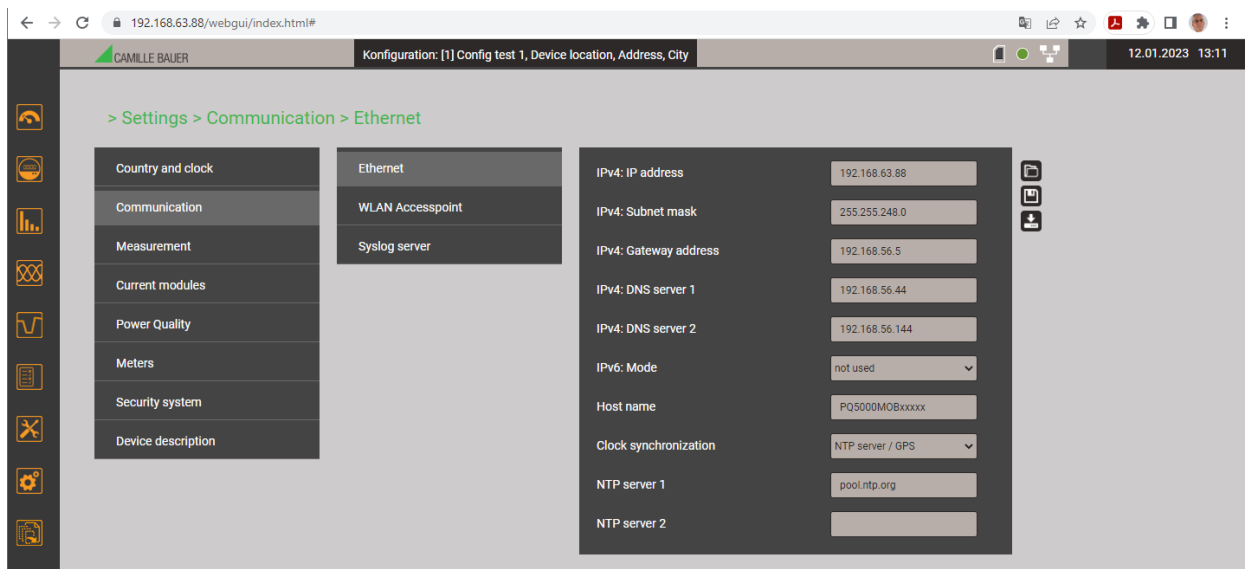 192.168.63.88/webgui/index.html#
CAMILLE BAUER
Konfiguration: [1] Config test 1, Device location, Address, City
12.01.2023 13:11
> Settings > Communication > Ethernet
Country and clock
Communication
Measurement
Current modules
Power Quality
Meters
Security system
Device description
Ethernet
WLAN Accesspoint
Syslog server
IPv4: IP address 192.168.63.88
IPv4: Subnet mask 255.255.248.0
IPv4: Gateway address 192.168.56.5
IPv4: DNS server 1 192.168.56.44
IPv4: DNS server 2 192.168.56.144
IPv6: Mode not used
Host name PQ5000MOBxxxxx
Clock synchronization NTP server / GPS
NTP server 1 pool.ntp.org
NTP server 2